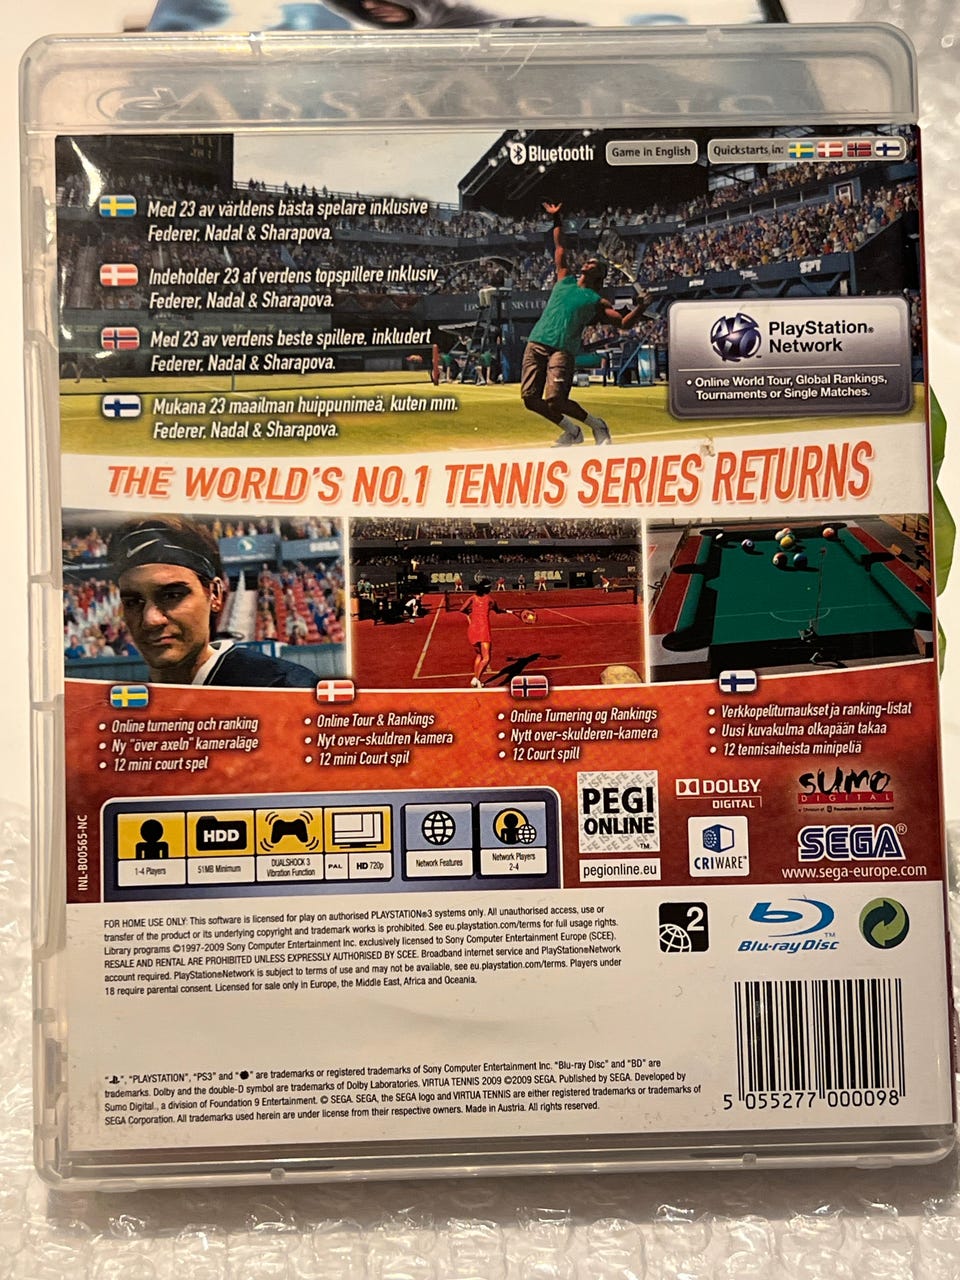 Bluetooth
Game in English
Quickstarts in:
Med 23 av världens bästa spelare inklusive
Federer, Nadal & Sharapova.
Indeholder 23 af verdens topspillere inklusiv
Federer, Nadal & Sharapova.
Med 23 av verdens beste spillere, inkludert
Federer, Nadal & Sharapova.
Mukana 23 maailman huippunimeä, kuten mm.
Federer, Nadal & Sharapova.
PlayStation®
Network
• Online World Tour, Global Rankings,
Tournaments or Single Matches.
THE WORLD'S NO.1 TENNIS SERIES RETURNS
SEGA
SEGA
• Online turnering och ranking
• Ny "över axeln" kameraläge
• 12 mini court spel
• Online Tour & Rankings
• Nyt over-skuldren kamera
• 12 mini Court spil
• Online Turnering og Rankings
• Nytt over-skulderen-kamera
• 12 Court spill
• Verkkopeliturnaukset ja ranking-listat
• Uusi kuvakulma olkapään takaa
• 12 tennisaiheista minipeliä
INL-B00565-NC
1-4 Players
HDD
51MB Minimum
DUALSHOCK 3
Vibration Function
PAL
HD 720p
Network Features
Network Players
2-4
PEGI
ONLINE
TM
pegionline.eu
DOLBY
DIGITAL
CRIWARE™
sumo
DIGITAL
SEGA®
www.sega-europe.com
FOR HOME USE ONLY: This software is licensed for play on authorised PLAYSTATION®3 systems only. All unauthorised access, use or
transfer of the product or its underlying copyright and trademark works is prohibited. See eu.playstation.com/terms for full usage rights.
Library programs ©1997-2009 Sony Computer Entertainment Inc. exclusively licensed to Sony Computer Entertainment Europe (SCEE).
RESALE AND RENTAL ARE PROHIBITED UNLESS EXPRESSLY AUTHORISED BY SCEE. Broadband internet service and PlayStation®Network
account required. PlayStation®Network is subject to terms of use and may not be available, see eu.playstation.com/terms. Players under
18 require parental consent. Licensed for sale only in Europe, the Middle East, Africa and Oceania.
2
Blu-ray Disc™
", "PLAYSTATION", "PS3" and " " are trademarks or registered trademarks of Sony Computer Entertainment Inc. "Blu-ray Disc" and "BD" are
trademarks. Dolby and the double-D symbol are trademarks of Dolby Laboratories. VIRTUA TENNIS 2009 ©2009 SEGA. Published by SEGA. Developed by
Sumo Digital, a division of Foundation 9 Entertainment. © SEGA. SEGA, the SEGA logo and VIRTUA TENNIS are either registered trademarks or trademarks of
SEGA Corporation. All trademarks used herein are under license from their respective owners. Made in Austria. All rights reserved.
5 055277 000098